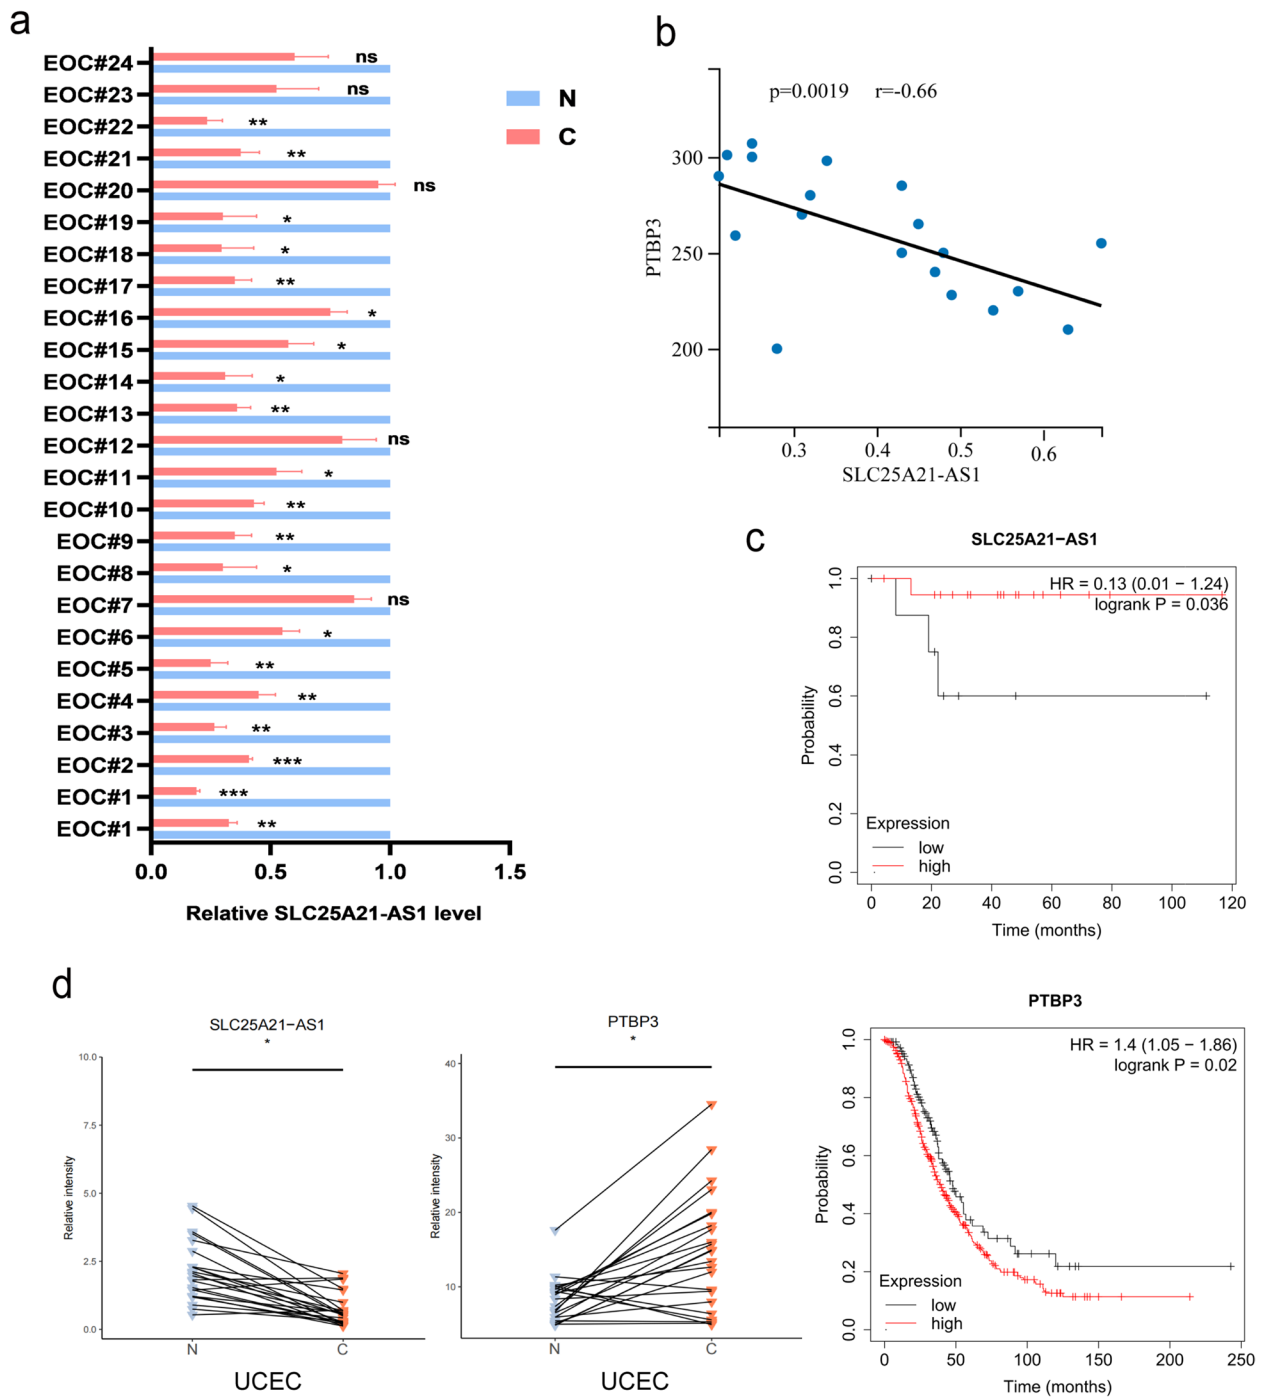 a
EOC#24 ns
EOC#23 ns
EOC#22 **
EOC#21 **
EOC#20 ns
EOC#19 *
EOC#18 *
EOC#17 **
EOC#16 *
EOC#15 *
EOC#14 *
EOC#13 **
EOC#12 ns
EOC#11 *
EOC#10 **
EOC#9 **
EOC#8 *
EOC#7 ns
EOC#6 *
EOC#5 **
EOC#4 **
EOC#3 **
EOC#2 ***
EOC#1 ***
EOC#1 **
0.0 0.5 1.0 1.5
Relative SLC25A21-AS1 level
N
C
b
p=0.0019 r=-0.66
300
250
200
PTBP3
0.3 0.4 0.5 0.6
SLC25A21-AS1
c
SLC25A21−AS1
HR = 0.13 (0.01 − 1.24)
logrank P = 0.036
1.0
0.8
0.6
0.4
0.2
0.0
Probability
Expression
low
high
0 20 40 60 80 100 120
Time (months)
d
SLC25A21−AS1
*
10.0
7.5
5.0
2.5
0.0
Relative intensity
N C
UCEC
PTBP3
*
40
30
20
10
Relative intensity
N C
UCEC
PTBP3
HR = 1.4 (1.05 − 1.86)
logrank P = 0.02
1.0
0.8
0.6
0.4
0.2
0.0
Probability
Expression
low
high
0 50 100 150 200 250
Time (months)